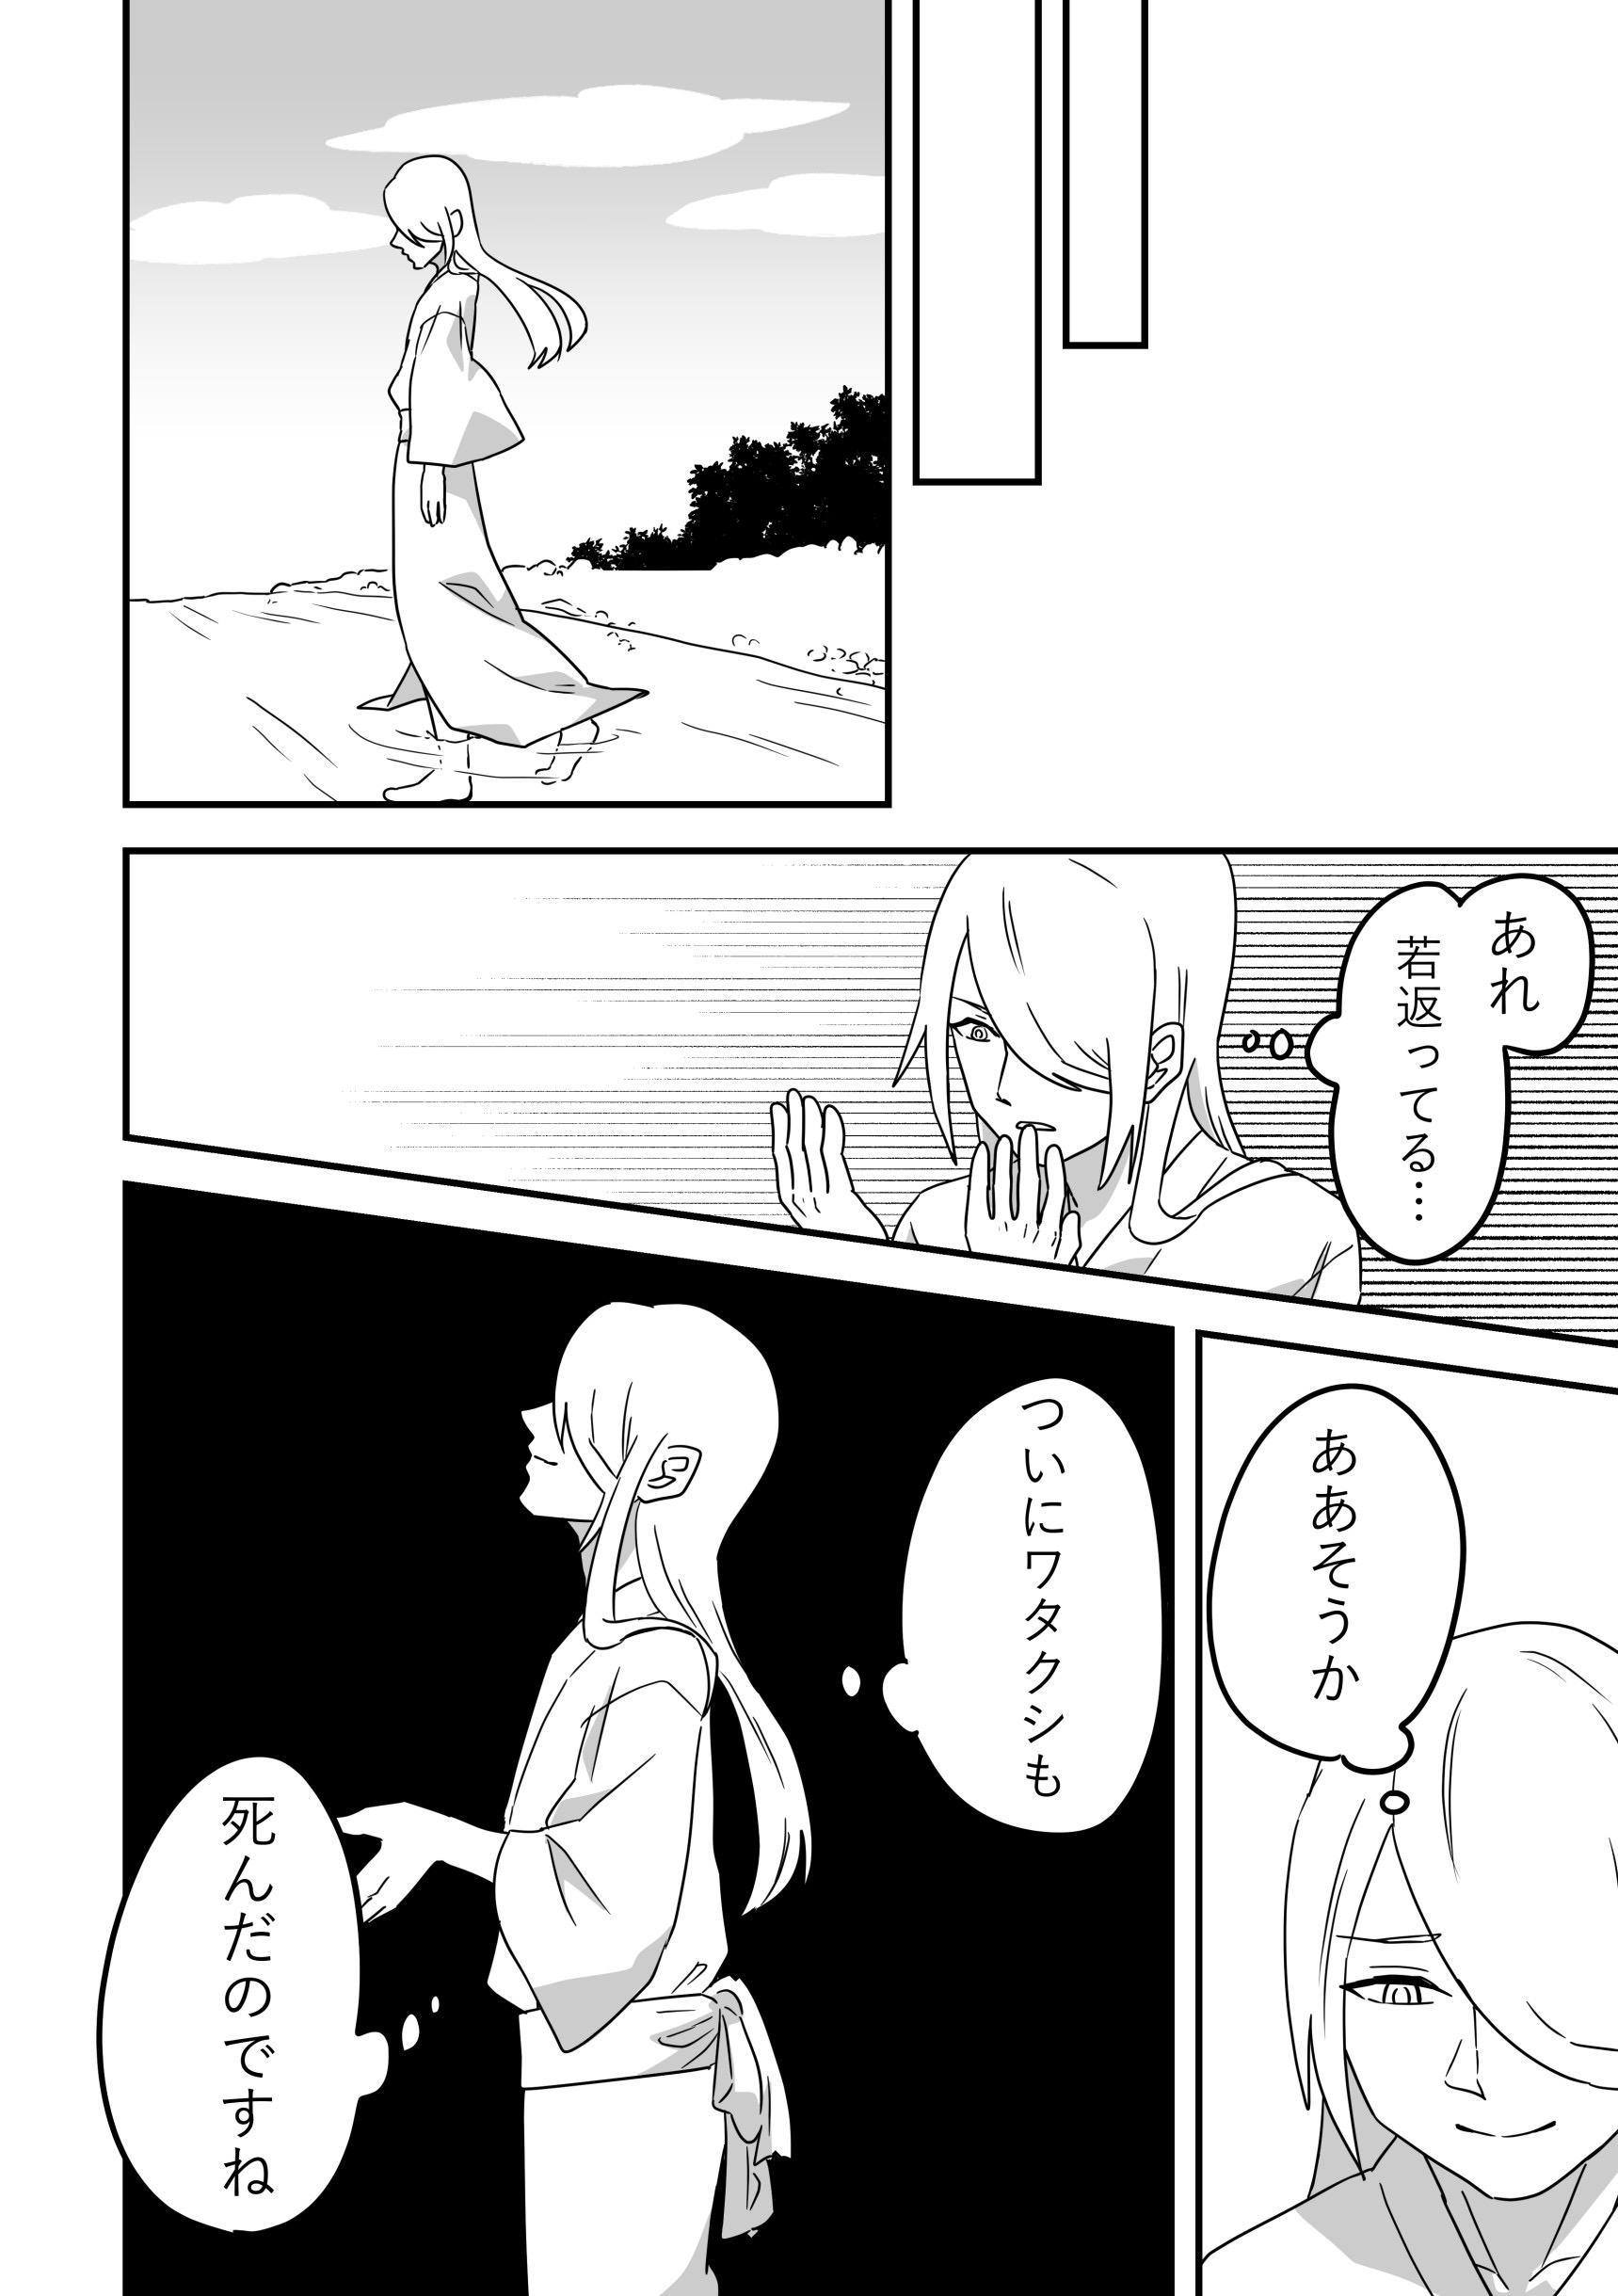 あれ
若返ってる…
ああそうか
ついにワタクシも
死んだのですね